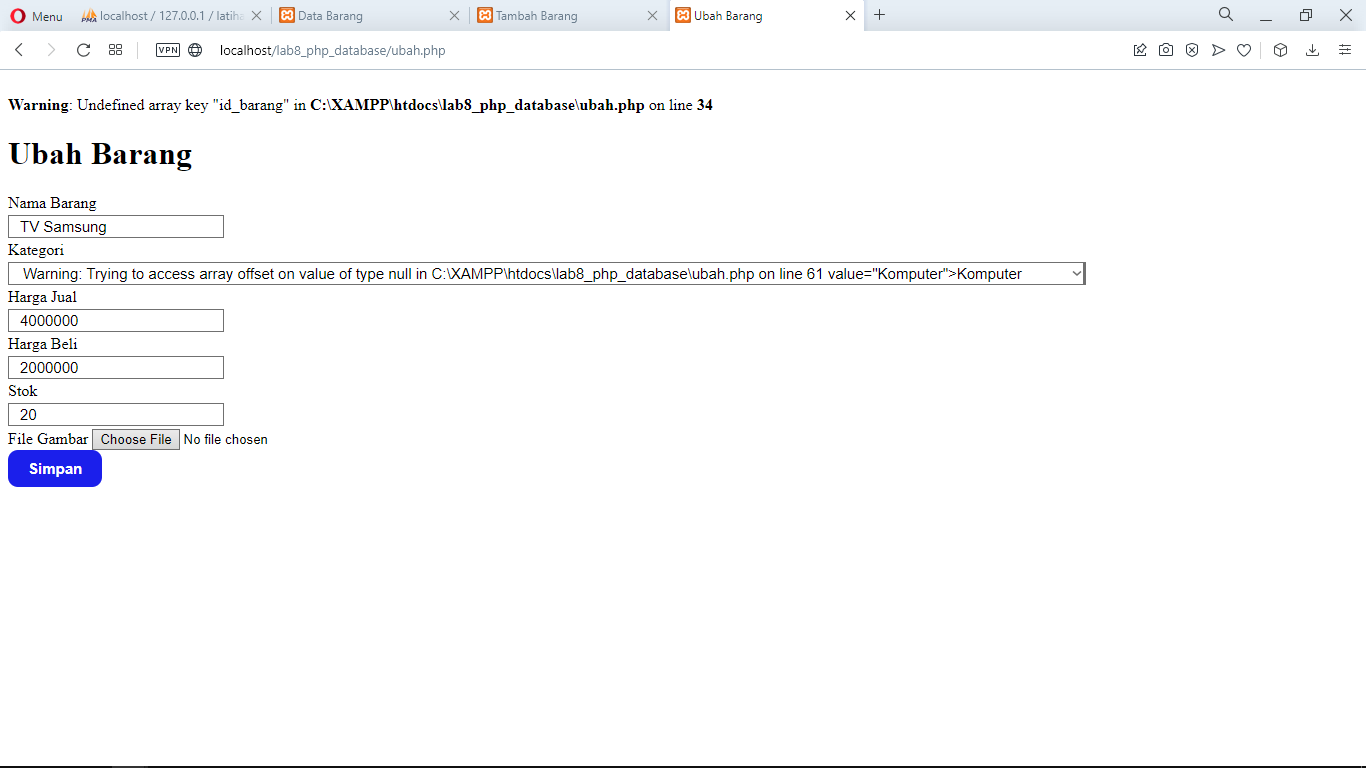 Menu
localhost / 127.0.0.1 / latiha
Data Barang
Tambah Barang
Ubah Barang
VPN
localhost/lab8_php_database/ubah.php
Warning: Undefined array key "id_barang" in C:\XAMPP\htdocs\lab8_php_database\ubah.php on line 34
Ubah Barang
Nama Barang
TV Samsung
Kategori
Warning: Trying to access array offset on value of type null in C:\XAMPP\htdocs\lab8_php_database\ubah.php on line 61 value="Komputer">Komputer
Harga Jual
4000000
Harga Beli
2000000
Stok
20
File Gambar Choose File No file chosen
Simpan